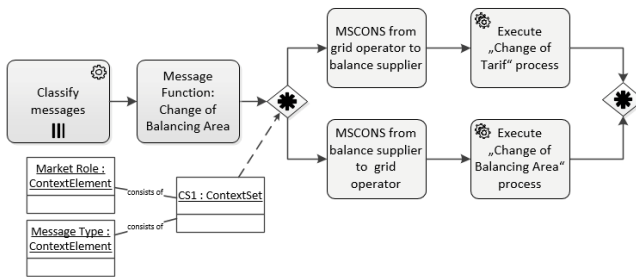 Classify
messages
Message
Function:
Change of
Balancing Area
MSCONS from
grid operator to
balance supplier
Execute
„Change of
Tarif“ process
MSCONS from
balance supplier
to grid
operator
Execute
„Change of
Balancing Area“
process
Market Role :
ContextElement
consists of
CS1 : ContextSet
Message Type :
ContextElement
consists of